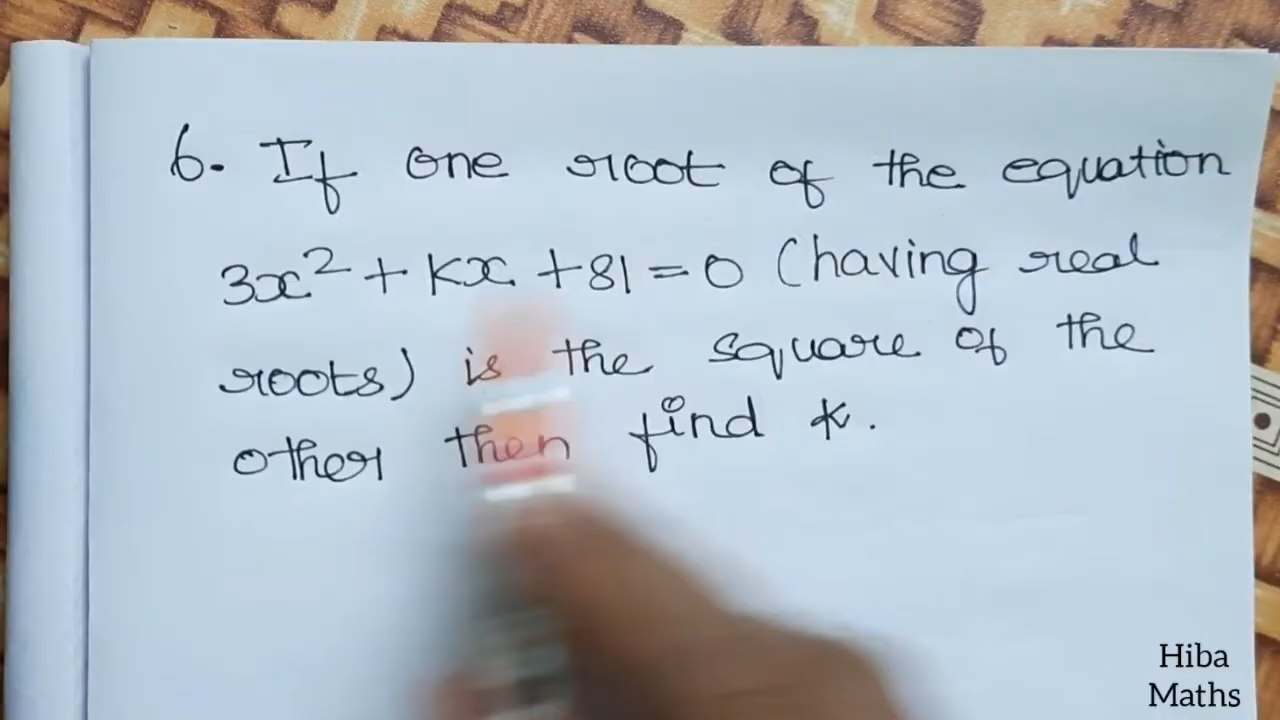 6. If one root of the equation
3x² + kx + 81 = 0 (having real
roots) is the square of the
other then find k.
Hiba
Maths